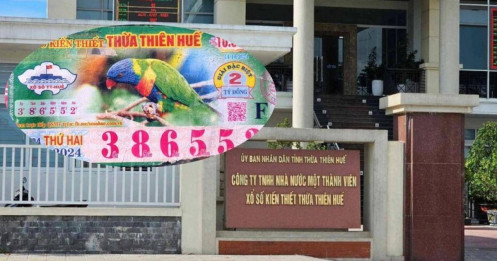 KIẾN THIẾT THỪA THIÊN HUẾ
XỔ SỐ TT-HUẾ
GIẢI ĐẶC BIỆT
2
TỶ ĐỒNG
386552
F
THỨ HAI
2024
38655
ỦY BAN NHÂN DÂN TỈNH THỪA THIÊN HUẾ
CÔNG TY TNHH NHÀ NƯỚC MỘT THÀNH VIÊN
XỔ SỐ KIẾN THIẾT THỪA THIÊN HUẾ